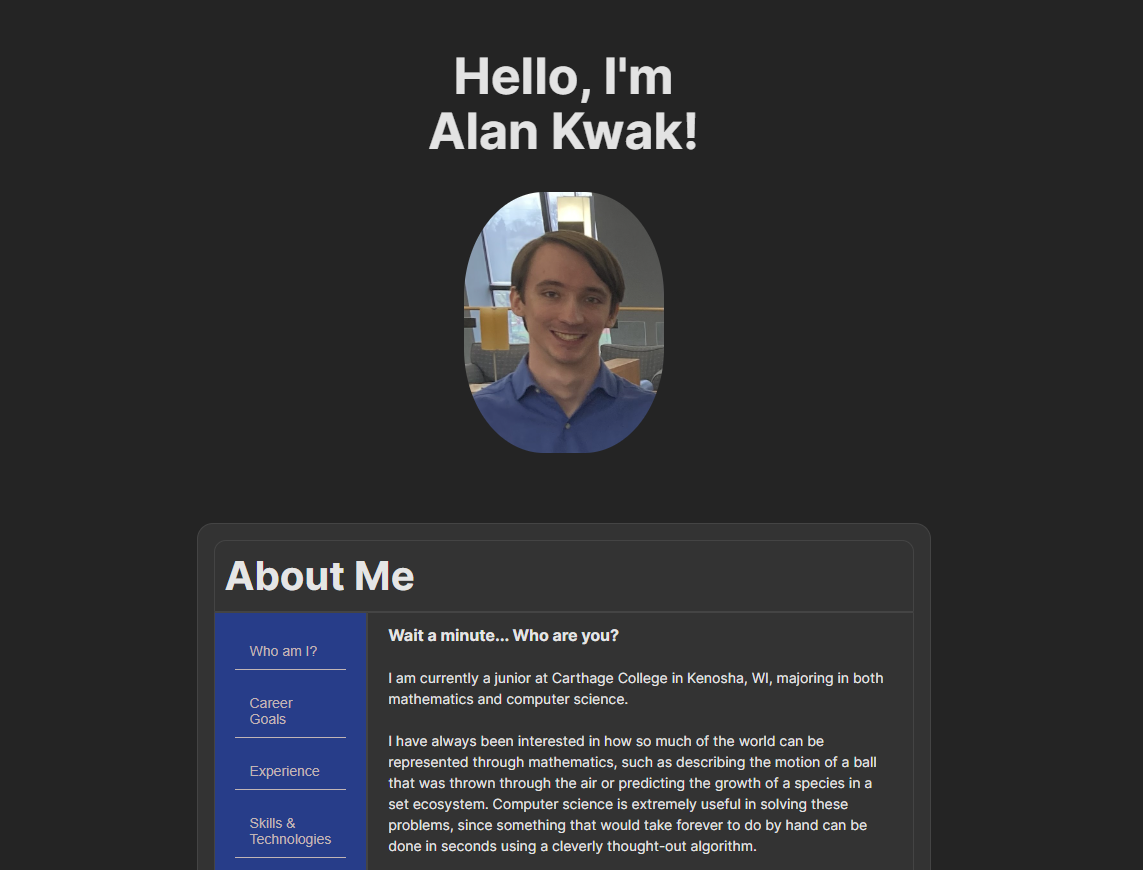 Hello, I'm
Alan Kwak!
About Me
Who am I?
Career
Goals
Experience
Skills &
Technologies
Wait a minute... Who are you?
I am currently a junior at Carthage College in Kenosha, WI, majoring in both
mathematics and computer science.
I have always been interested in how so much of the world can be
represented through mathematics, such as describing the motion of a ball
that was thrown through the air or predicting the growth of a species in a
set ecosystem. Computer science is extremely useful in solving these
problems, since something that would take forever to do by hand can be
done in seconds using a cleverly thought-out algorithm.